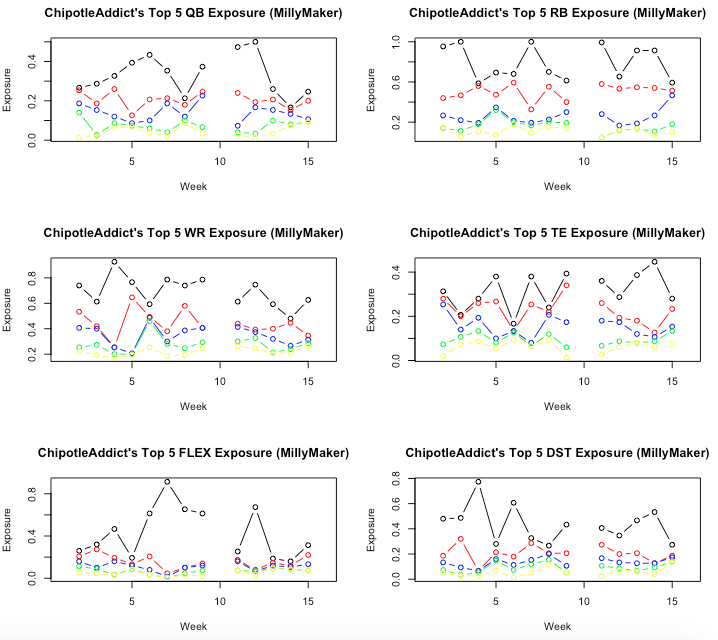 ChipotleAddict's Top 5 QB Exposure (MillyMaker)
Exposure
0.0 0.2 0.4
5 10 15
Week
ChipotleAddict's Top 5 RB Exposure (MillyMaker)
Exposure
0.2 0.6 1.0
5 10 15
Week
ChipotleAddict's Top 5 WR Exposure (MillyMaker)
Exposure
0.2 0.4 0.6 0.8
5 10 15
Week
ChipotleAddict's Top 5 TE Exposure (MillyMaker)
Exposure
0.0 0.2 0.4
5 10 15
Week
ChipotleAddict's Top 5 FLEX Exposure (MillyMaker)
Exposure
0.0 0.4 0.8
5 10 15
Week
ChipotleAddict's Top 5 DST Exposure (MillyMaker)
Exposure
0.0 0.2 0.4 0.6 0.8
5 10 15
Week